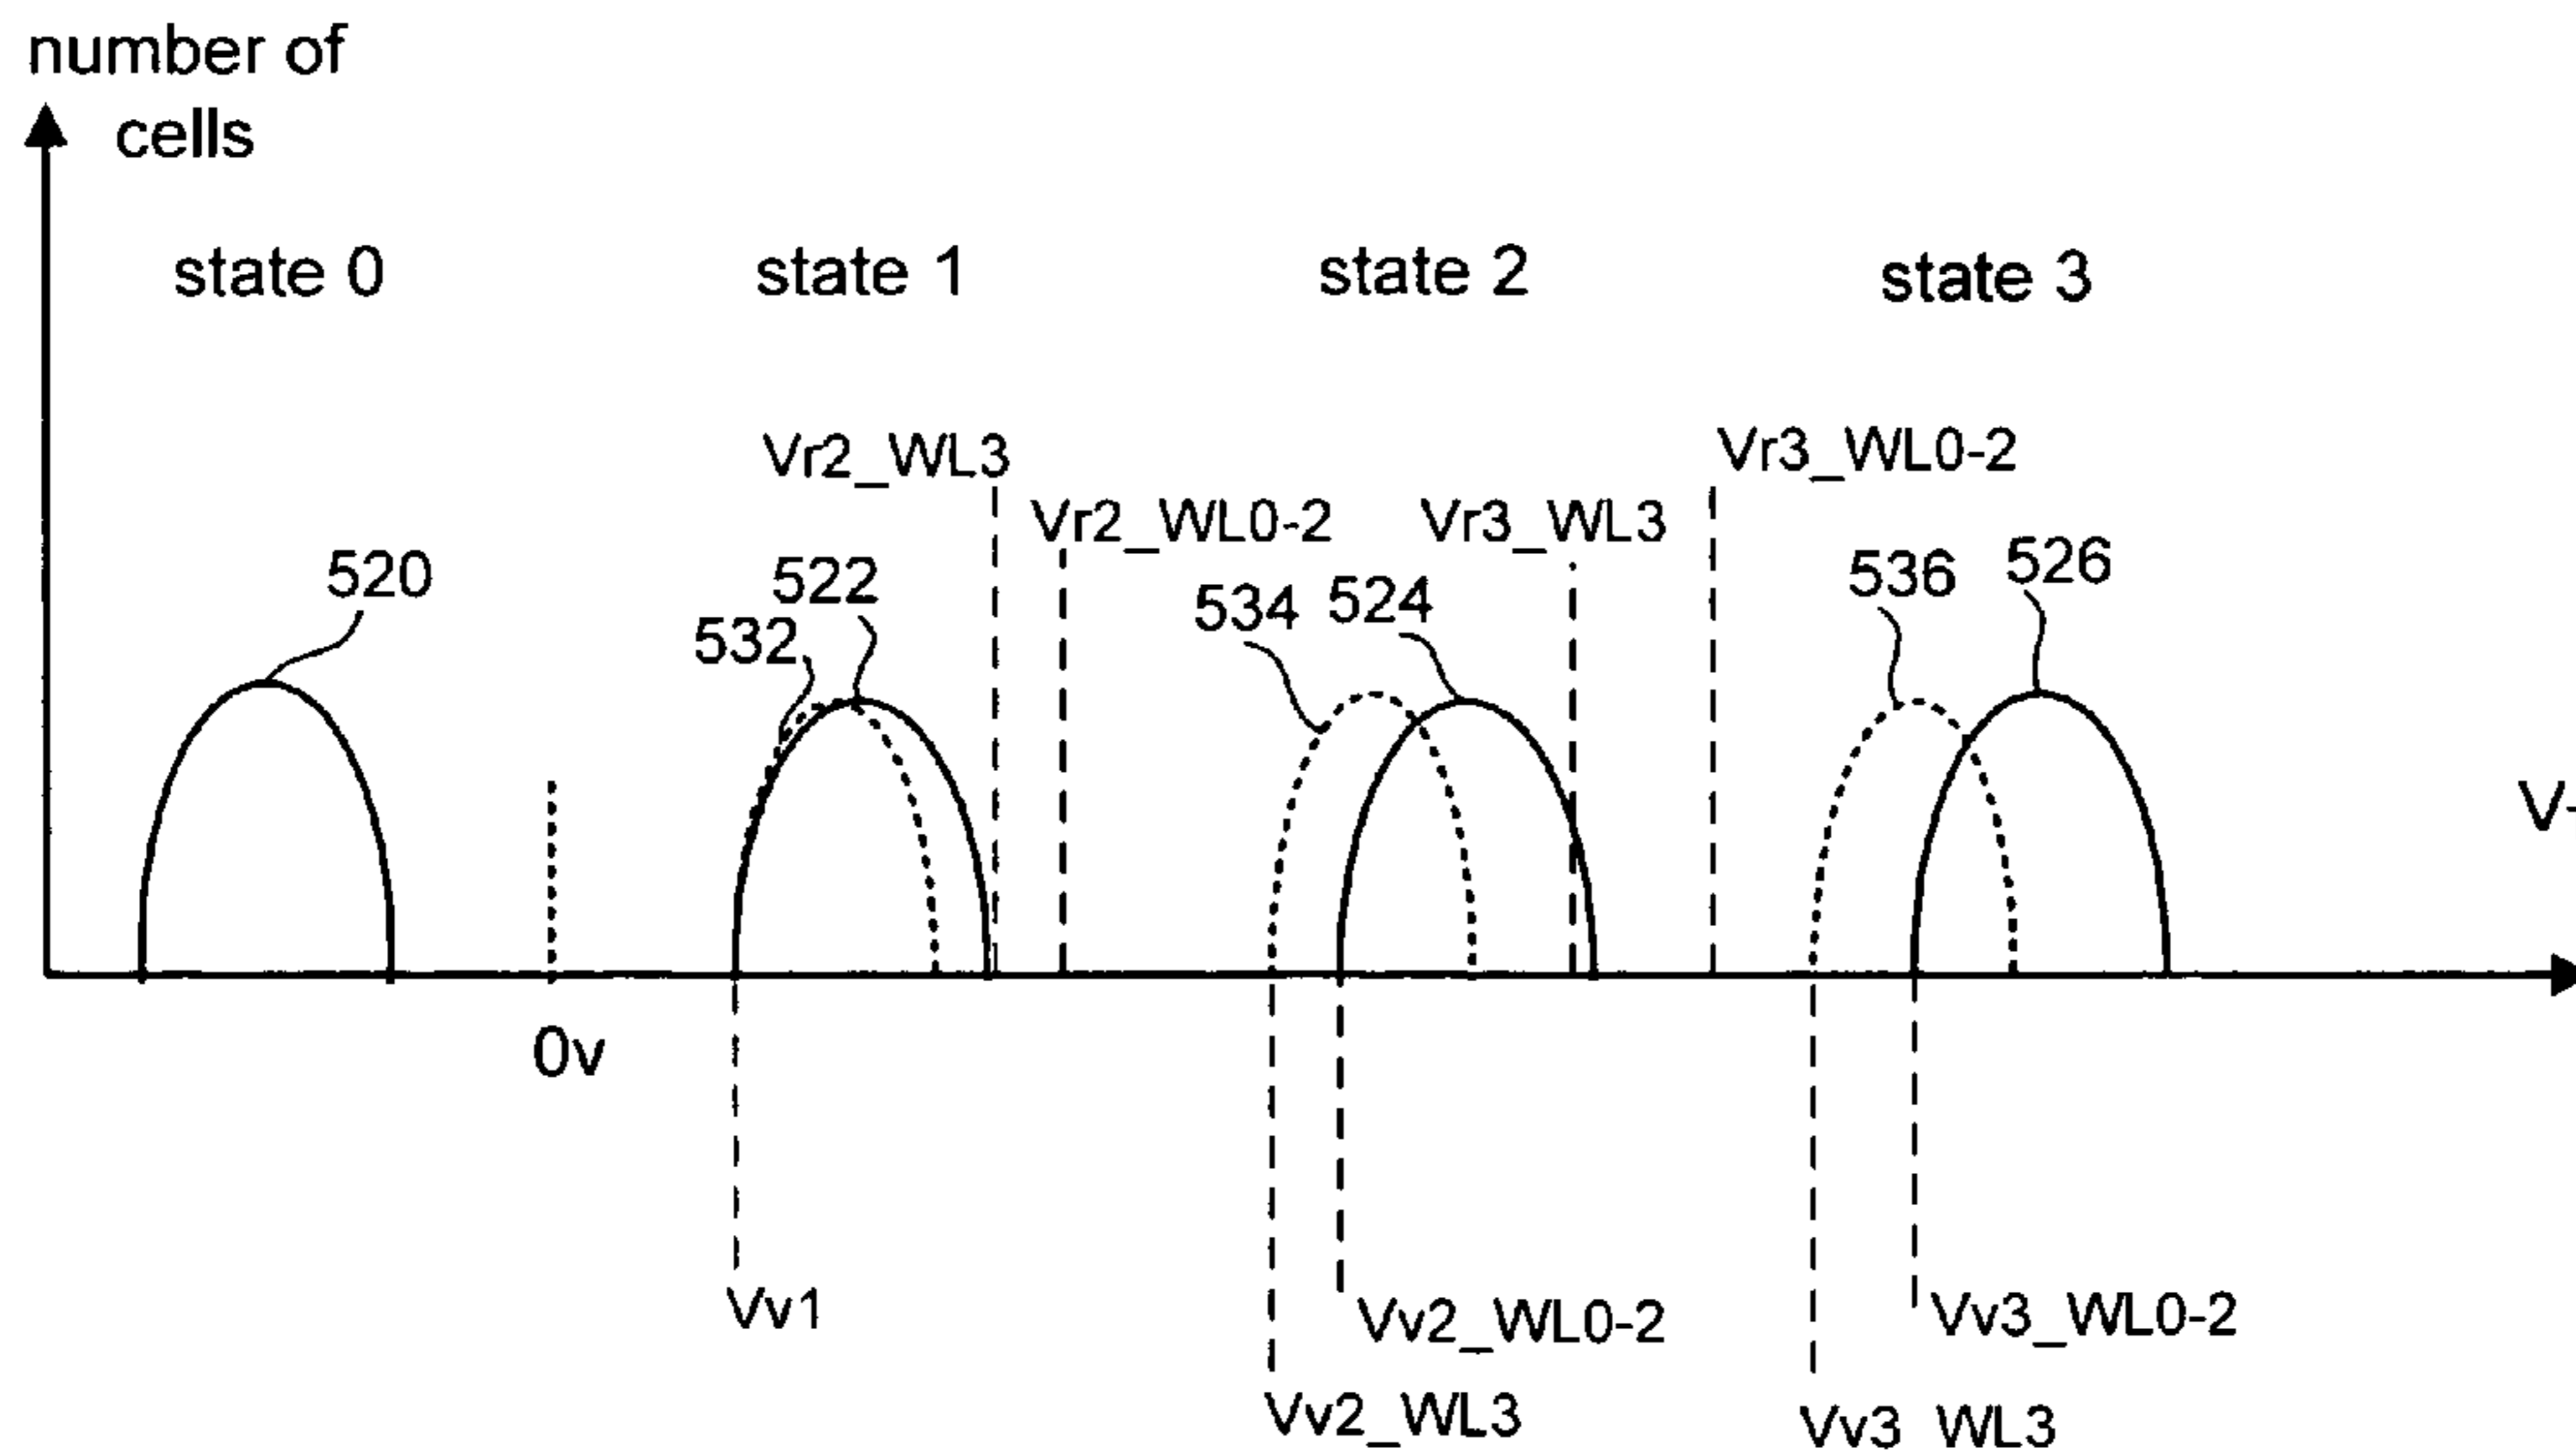 number of
cells
state 0
state 1
state 2
state 3
Vr2_WL3
Vr3_WL0-2
Vr2_WL0-2
Vr3_WL3
520
532
522
534
524
536
526
0v
Vv1
Vv2_WL0-2
Vv3_WL0-2
Vv2_WL3
Vv3 WL3